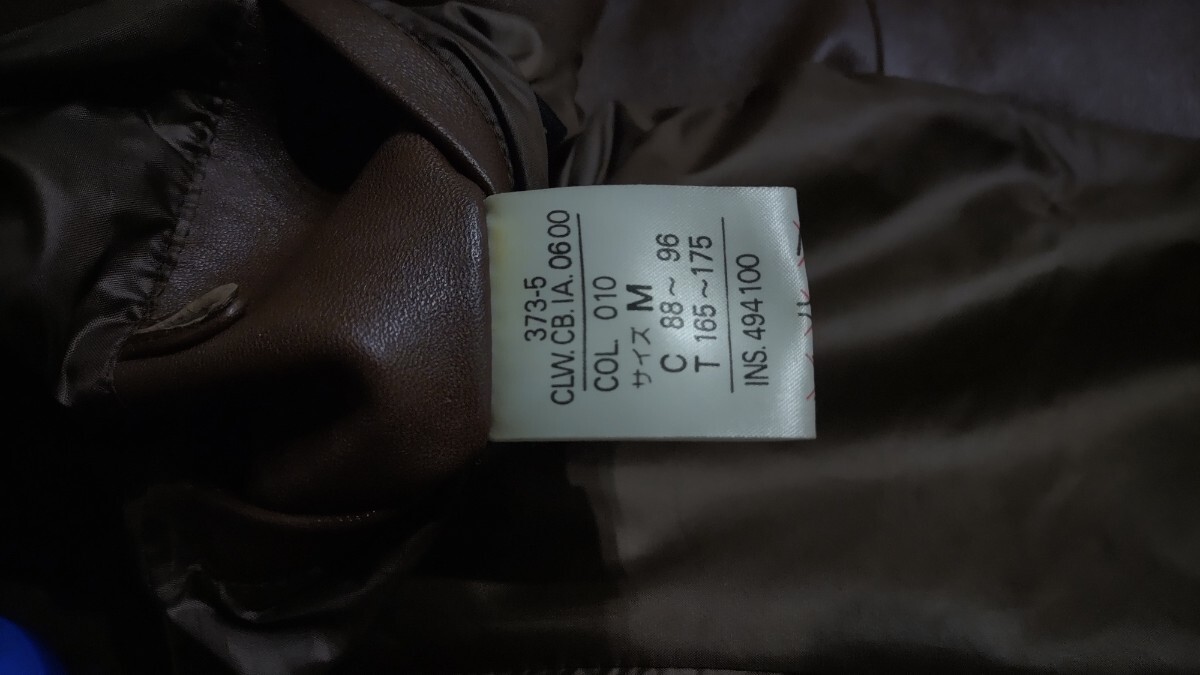 373-5
CLW.CB.IA.0600
COL. 010
サイズ M
C 88～96
T 165～175
INS.494100